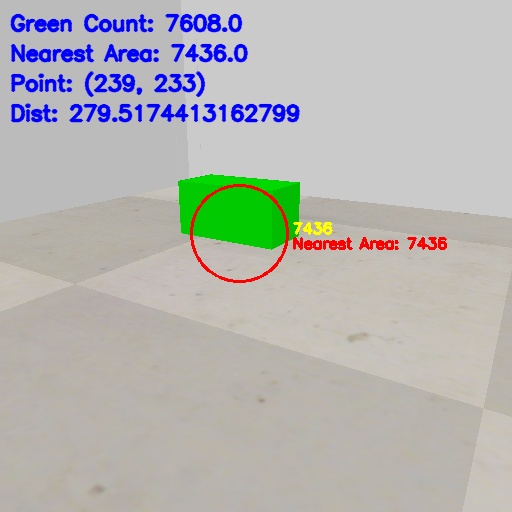 Green Count: 7608.0
Nearest Area: 7436.0
Point: (239, 233)
Dist: 279.5174413162799
7436
Nearest Area: 7436